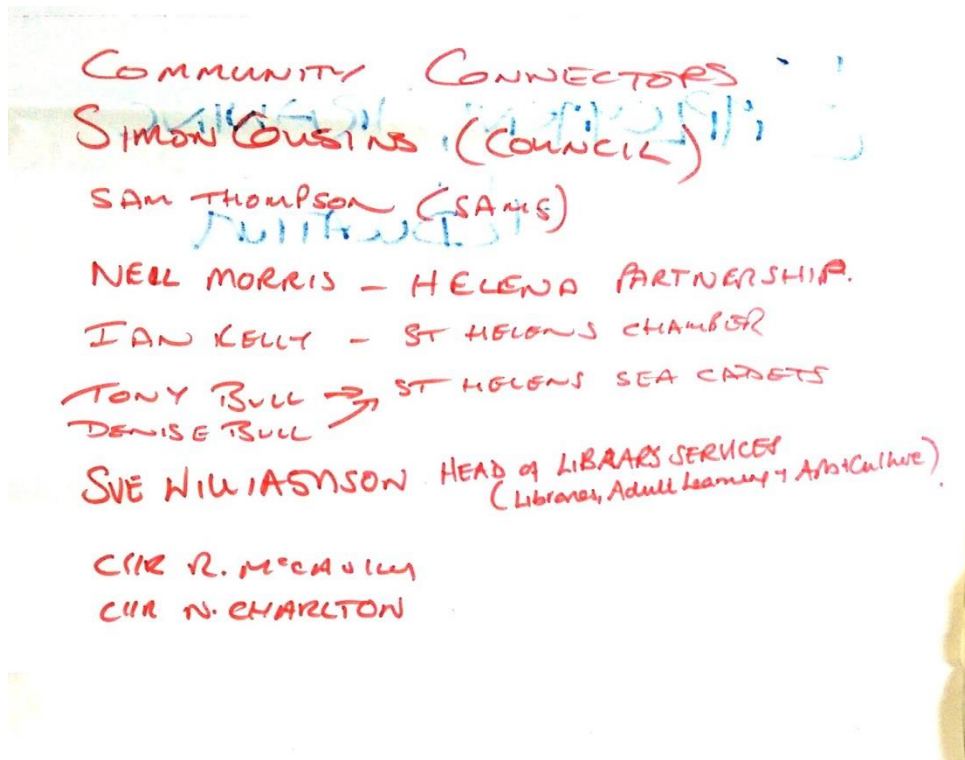 COMMUNITY CONNECTORS
SIMON COUSINS (COUNCIL)
SAM THOMPSON (SAMS)
NEIL MORRIS – HELENA PARTNERSHIP.
IAN KELLY – ST HELENS CHAMBER
TONY BULL → ST HELENS SEA CADETS
DENISE BULL
SUE WILLIAMSON HEAD of LIBRARY SERVICES
(Libraries, Adult Learning + Arts+Culture)
Cllr R. McCAULEY
Cllr N. CHARLTON